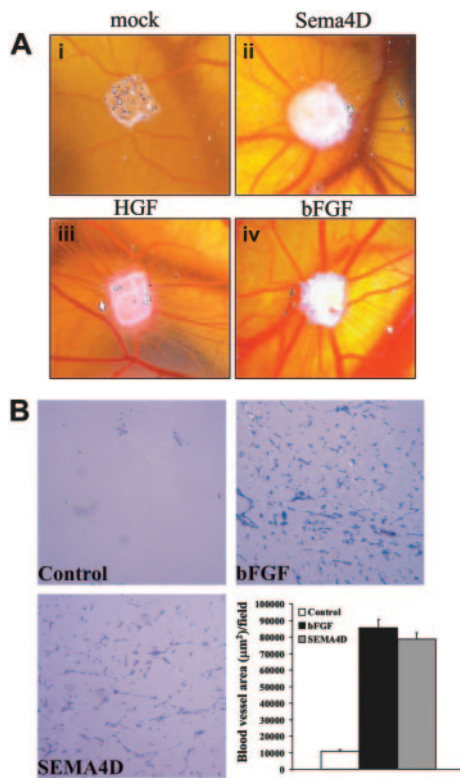 A
mock
Sema4D
i
ii
HGF
bFGF
iii
iv
B
Control
bFGF
SEMA4D
Blood vessel area (µm²)/field
100000
90000
80000
70000
60000
50000
40000
30000
20000
10000
0
Control
bFGF
SEMA4D